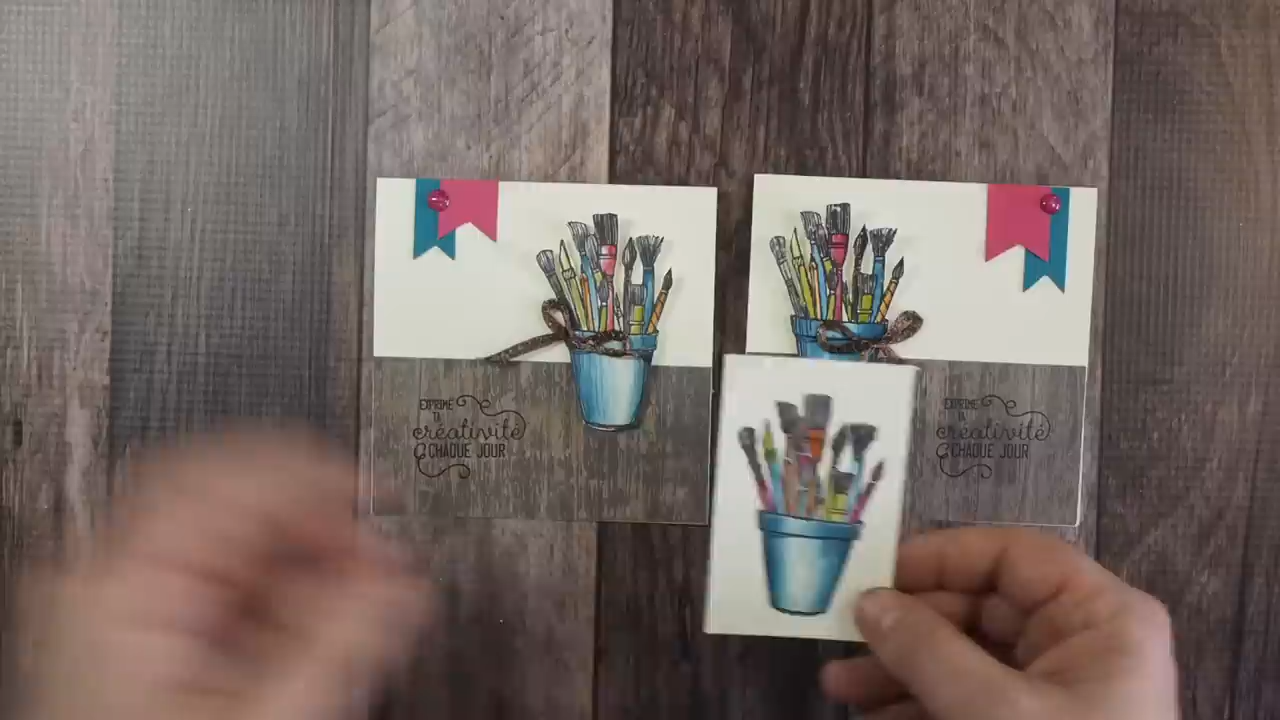 EXPRIME
TA
créativité
CHAQUE JOUR
EXPRIME
TA
créativité
CHAQUE JOUR